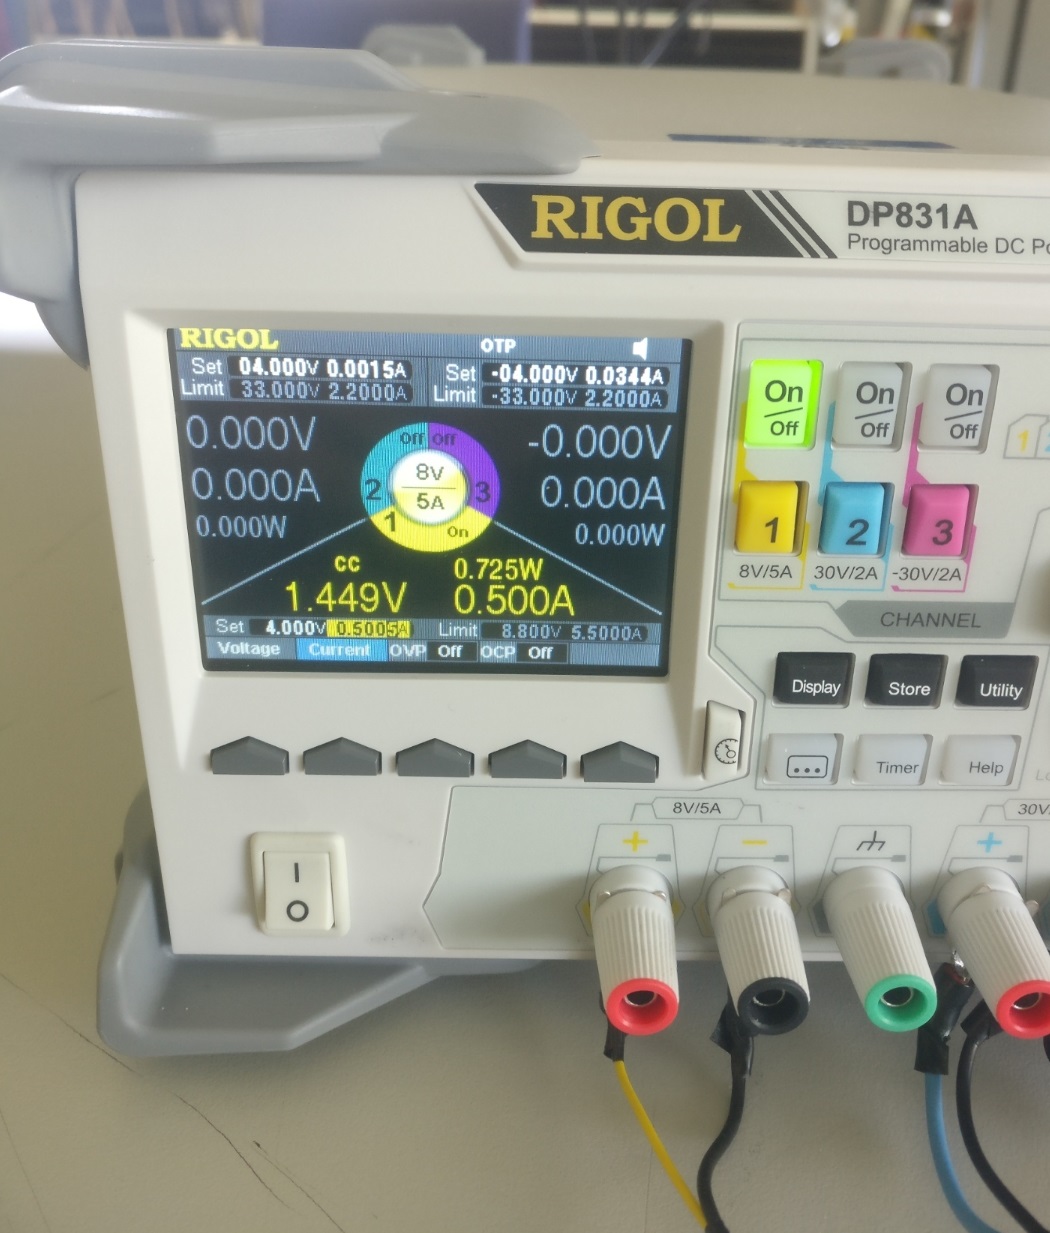 RIGOL
DP831A
Programmable DC
RIGOL
OTP
Set 04.000V 0.0015A
Limit 33.000V 2.2000A
Set -04.000V 0.0344A
Limit -33.000V 2.2000A
0.000V
0.000A
0.000W
Off Off
8V
5A
2 3
1 On
-0.000V
0.000A
0.000W
CC
1.449V
0.725W
0.500A
Set 4.000V 0.5005A Limit 8.800V 5.5000A
Voltage Current OVP Off OCP Off
On
Off
On
Off
On
Off
1
1 2 3
8V/5A 30V/2A -30V/2A
CHANNEL
Display Store Utility
Timer Help
I
O
8V/5A
30V
+ − +